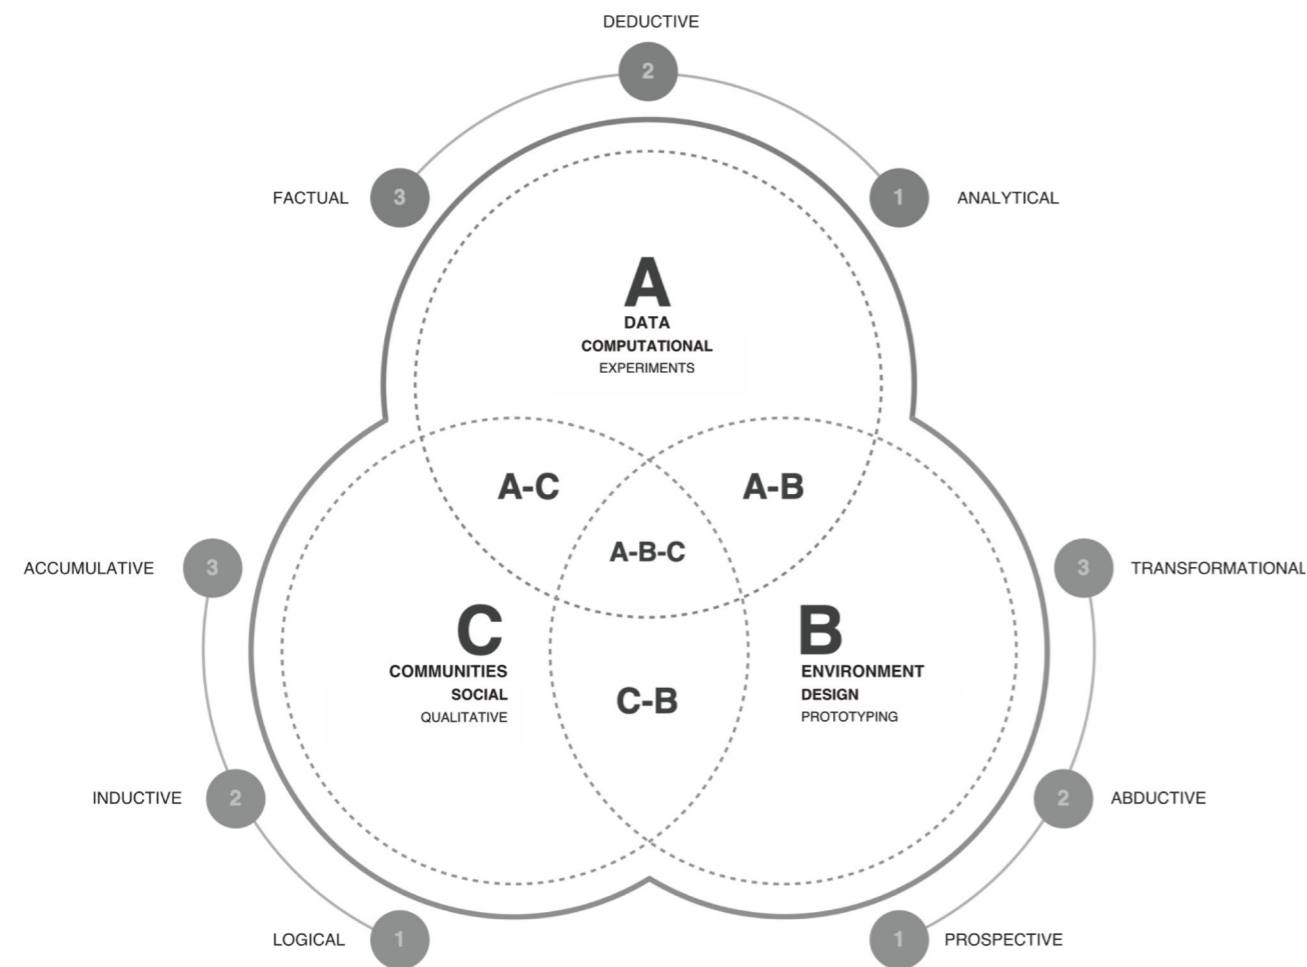 DEDUCTIVE
2
FACTUAL
3
1
ANALYTICAL
A
DATA
COMPUTATIONAL
EXPERIMENTS
A-C
A-B
A-B-C
ACCUMULATIVE
3
3
TRANSFORMATIONAL
C
COMMUNITIES
SOCIAL
QUALITATIVE
B
ENVIRONMENT
DESIGN
PROTOTYPING
C-B
INDUCTIVE
2
2
ABDUCTIVE
LOGICAL
1
1
PROSPECTIVE